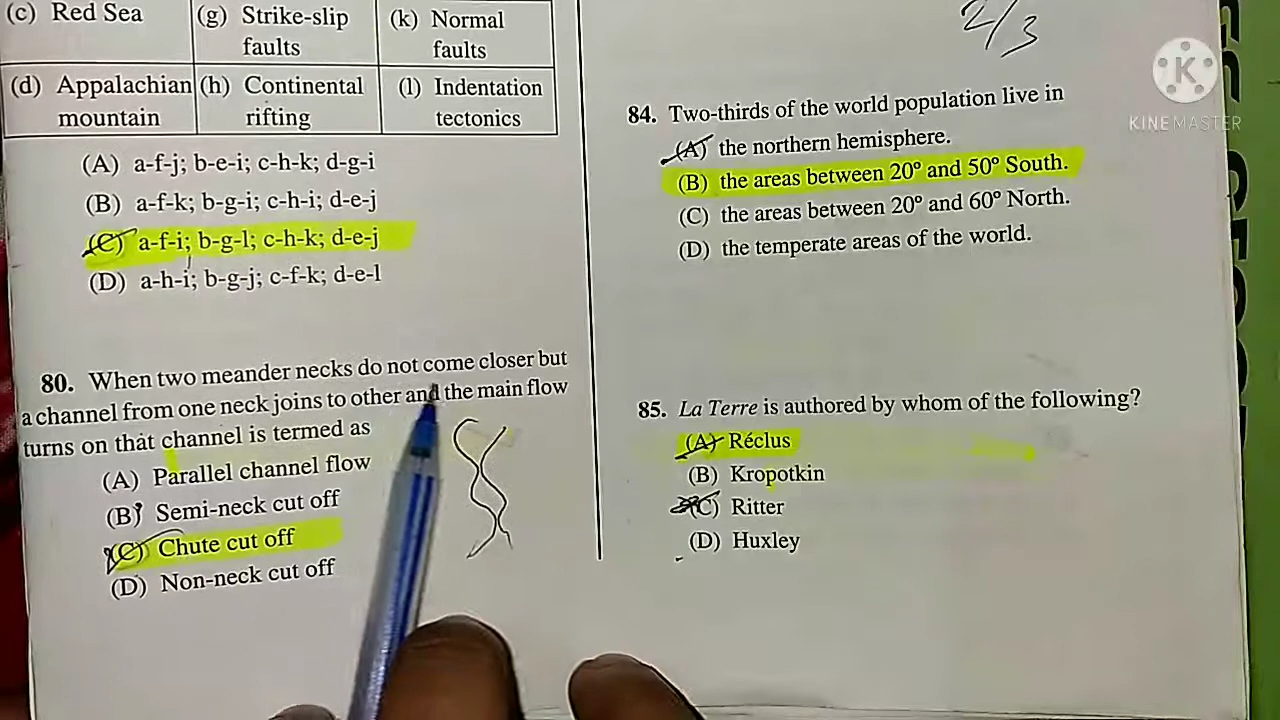 (c) Red Sea (g) Strike-slip faults (k) Normal faults
(d) Appalachian mountain (h) Continental rifting (l) Indentation tectonics
(A) a-f-j; b-e-i; c-h-k; d-g-i
(B) a-f-k; b-g-i; c-h-i; d-e-j
(C) a-f-i; b-g-l; c-h-k; d-e-j
(D) a-h-i; b-g-j; c-f-k; d-e-l
80. When two meander necks do not come closer but
a channel from one neck joins to other and the main flow
turns on that channel is termed as
(A) Parallel channel flow
(B) Semi-neck cut off
(C) Chute cut off
(D) Non-neck cut off
2/3
84. Two-thirds of the world population live in
(A) the northern hemisphere.
(B) the areas between 20° and 50° South.
(C) the areas between 20° and 60° North.
(D) the temperate areas of the world.
85. La Terre is authored by whom of the following?
(A) Réclus
(B) Kropotkin
(C) Ritter
(D) Huxley
K
KINEMASTER